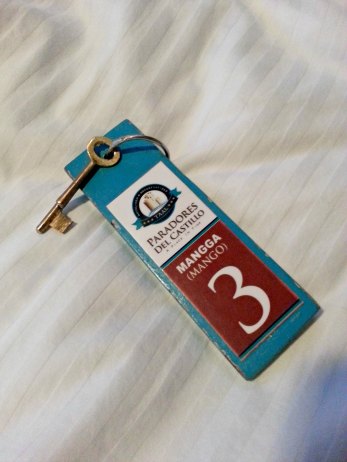 PARADORES
DEL CASTILLO
MANGGA
(MANGO)
3